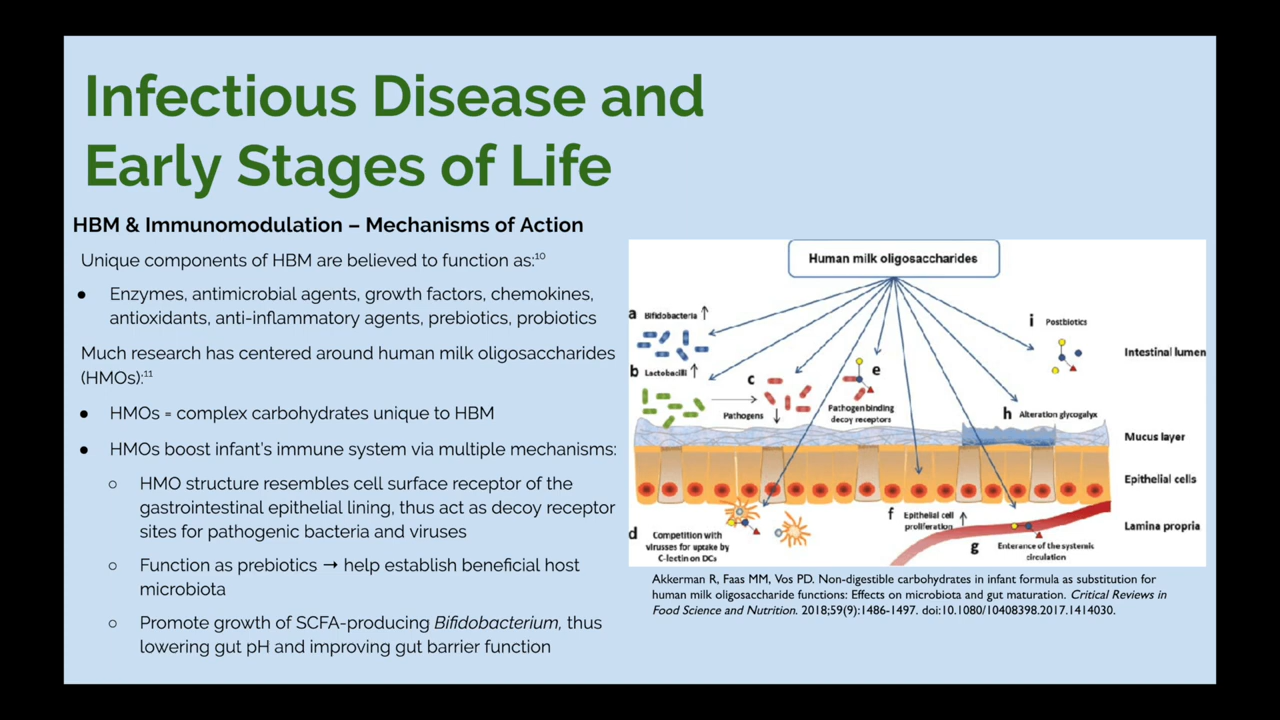 Infectious Disease and
Early Stages of Life
HBM & Immunomodulation – Mechanisms of Action
Unique components of HBM are believed to function as:¹⁰
● Enzymes, antimicrobial agents, growth factors, chemokines,
antioxidants, anti-inflammatory agents, prebiotics, probiotics
Much research has centered around human milk oligosaccharides
(HMOs):¹¹
● HMOs = complex carbohydrates unique to HBM
● HMOs boost infant's immune system via multiple mechanisms:
○ HMO structure resembles cell surface receptor of the
gastrointestinal epithelial lining, thus act as decoy receptor
sites for pathogenic bacteria and viruses
○ Function as prebiotics → help establish beneficial host
microbiota
○ Promote growth of SCFA-producing Bifidobacterium, thus
lowering gut pH and improving gut barrier function
Human milk oligosaccharides
a Bifidobacteria ↑
b Lactobacilli ↑
c
Pathogens ↓
e
Pathogen binding
decoy receptors
i Postbiotics
Intestinal lumen
h Alteration glycogalyx
Mucus layer
Epithelial cells
f Epithelial cell
proliferation ↑
Lamina propria
d Competition with
viruses for uptake by
C-lectin on DCs
g Enterance of the systemic
circulation
Akkerman R, Faas MM, Vos PD. Non-digestible carbohydrates in infant formula as substitution for
human milk oligosaccharide functions: Effects on microbiota and gut maturation. Critical Reviews in
Food Science and Nutrition. 2018;59(9):1486-1497. doi:10.1080/10408398.2017.1414030.